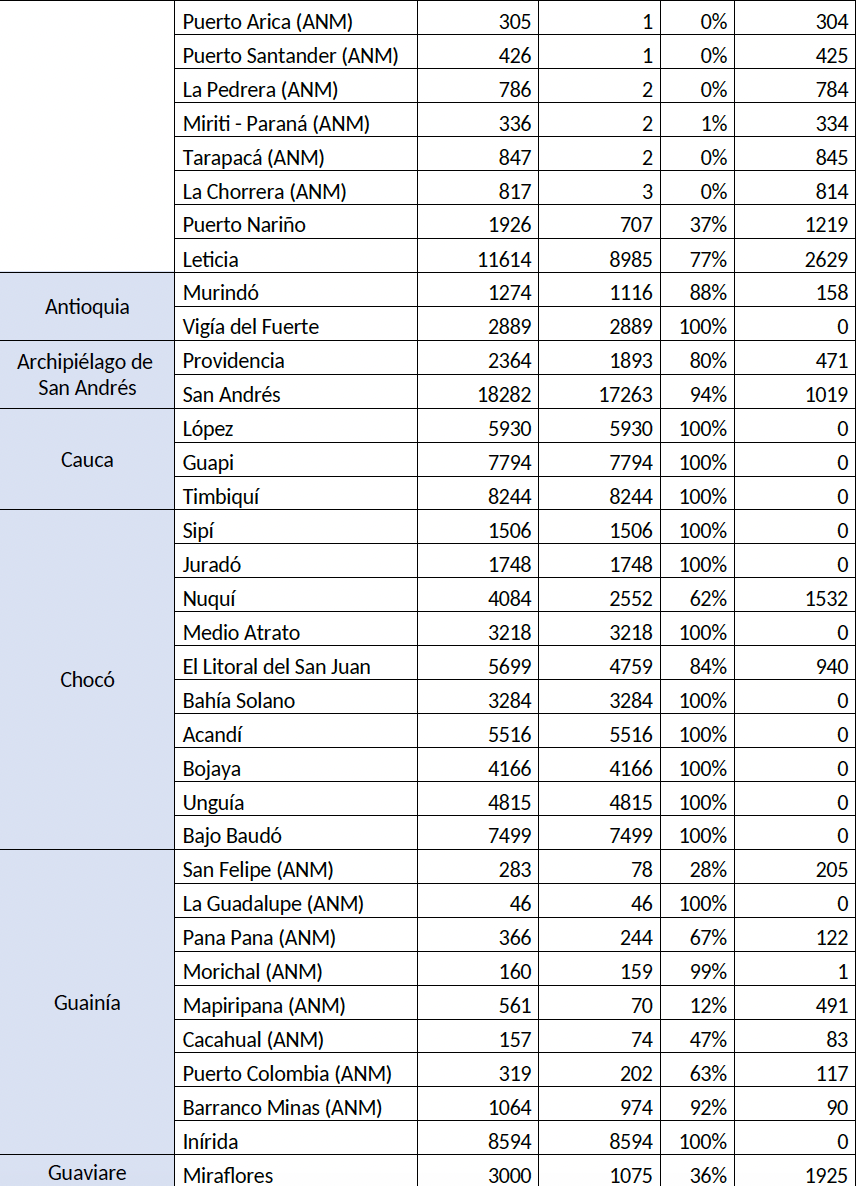 Puerto Arica (ANM) 305 1 0% 304
Puerto Santander (ANM) 426 1 0% 425
La Pedrera (ANM) 786 2 0% 784
Miriti - Paraná (ANM) 336 2 1% 334
Tarapacá (ANM) 847 2 0% 845
La Chorrera (ANM) 817 3 0% 814
Puerto Nariño 1926 707 37% 1219
Leticia 11614 8985 77% 2629
Antioquia
Murindó 1274 1116 88% 158
Vigía del Fuerte 2889 2889 100% 0
Archipiélago de
San Andrés
Providencia 2364 1893 80% 471
San Andrés 18282 17263 94% 1019
Cauca
López 5930 5930 100% 0
Guapi 7794 7794 100% 0
Timbiquí 8244 8244 100% 0
Chocó
Sipí 1506 1506 100% 0
Juradó 1748 1748 100% 0
Nuquí 4084 2552 62% 1532
Medio Atrato 3218 3218 100% 0
El Litoral del San Juan 5699 4759 84% 940
Bahía Solano 3284 3284 100% 0
Acandí 5516 5516 100% 0
Bojaya 4166 4166 100% 0
Unguía 4815 4815 100% 0
Bajo Baudó 7499 7499 100% 0
Guainía
San Felipe (ANM) 283 78 28% 205
La Guadalupe (ANM) 46 46 100% 0
Pana Pana (ANM) 366 244 67% 122
Morichal (ANM) 160 159 99% 1
Mapiripana (ANM) 561 70 12% 491
Cacahual (ANM) 157 74 47% 83
Puerto Colombia (ANM) 319 202 63% 117
Barranco Minas (ANM) 1064 974 92% 90
Inírida 8594 8594 100% 0
Guaviare
Miraflores 3000 1075 36% 1925